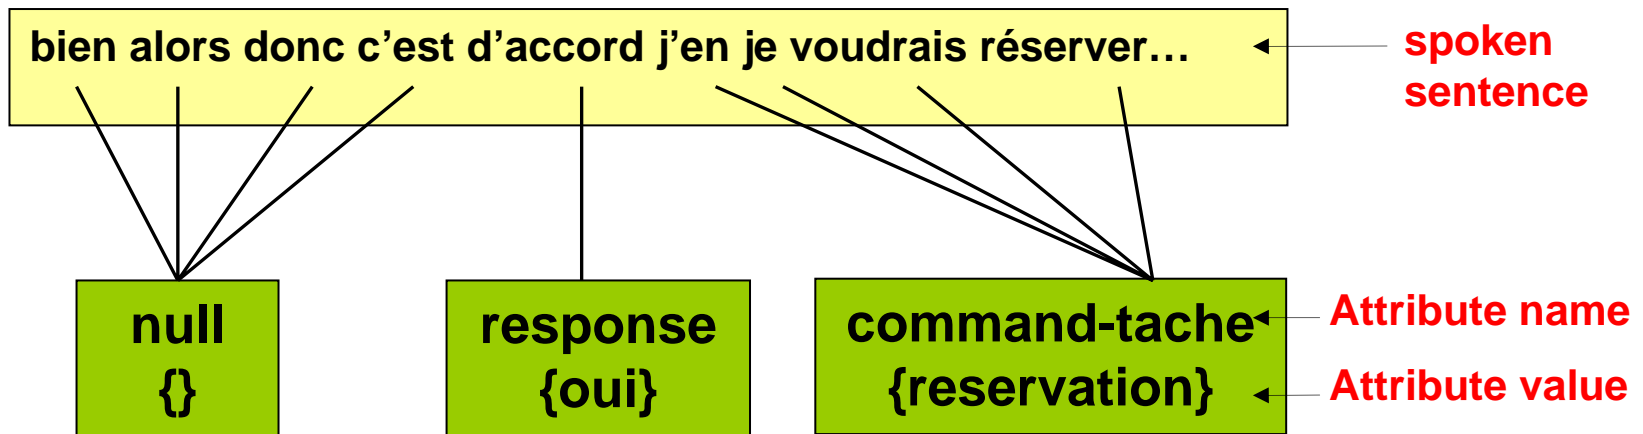 bien alors donc c’est d’accord j’en je voudrais réserver…
spoken
sentence
null
{}
response
{oui}
command-tache
{reservation}
Attribute name
Attribute value